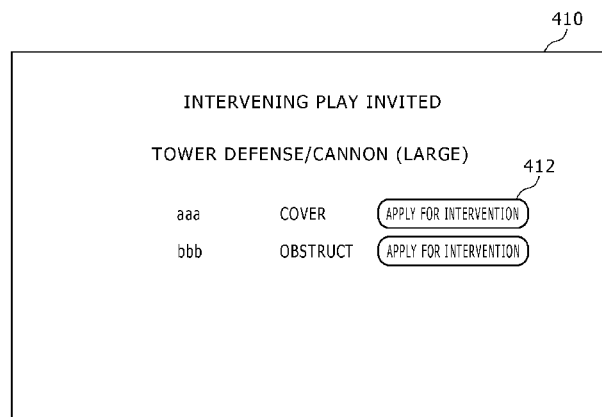 410
INTERVENING PLAY INVITED
TOWER DEFENSE/CANNON (LARGE)
412
aaa COVER APPLY FOR INTERVENTION
bbb OBSTRUCT APPLY FOR INTERVENTION